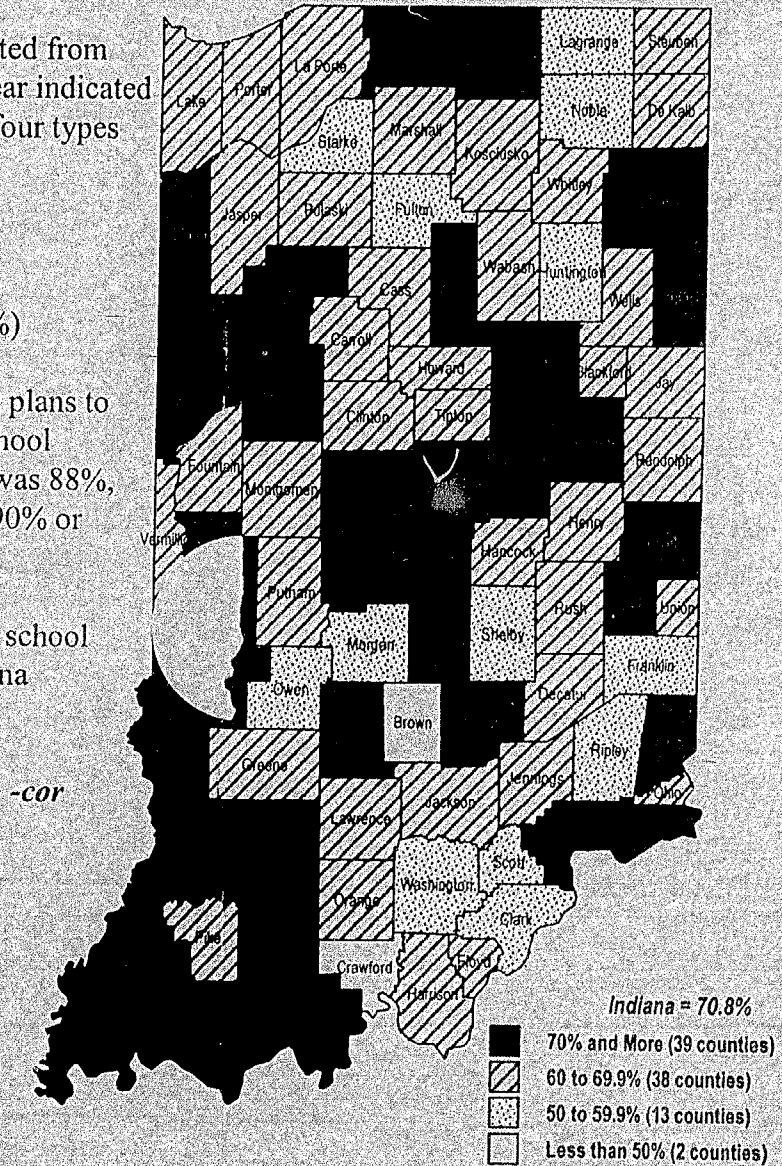 ted from
ear indicated
four types
%)
plans to
hool
was 88%,
90% or
school
na
-cor
Lagrange
Steuben
La Porte
Porter
Lake
Noble
De Kalb
Starke
Marshall
Kosciusko
Whitley
Jasper
Pulaski
Fulton
Wabash
Huntington
Cass
Wells
Carroll
Howard
Blackford
Jay
Clinton
Tipton
Randolph
Fountain
Montgomery
Henry
Hancock
Putnam
Rush
Union
Morgan
Shelby
Franklin
Owen
Decatur
Brown
Ripley
Greene
Jennings
Ohio
Jackson
Lawrence
Scott
Washington
Orange
Clark
Pike
Crawford
Floyd
Harrison
Indiana = 70.8%
70% and More (39 counties)
60 to 69.9% (38 counties)
50 to 59.9% (13 counties)
Less than 50% (2 counties)